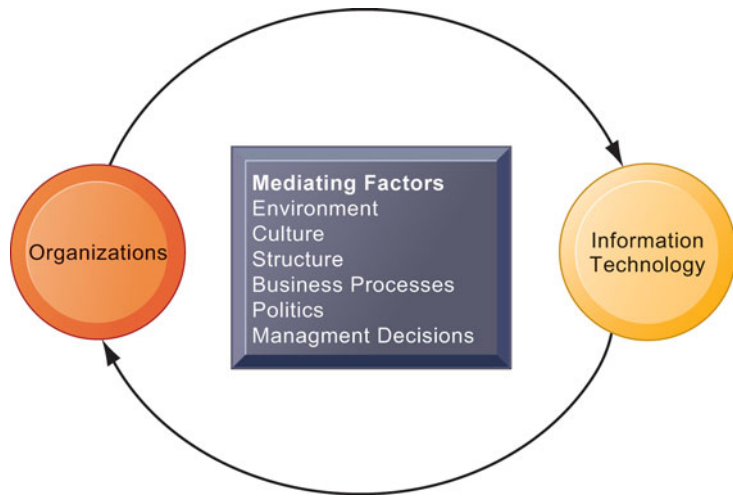 Organizations
Mediating Factors
Environment
Culture
Structure
Business Processes
Politics
Managment Decisions
Information
Technology